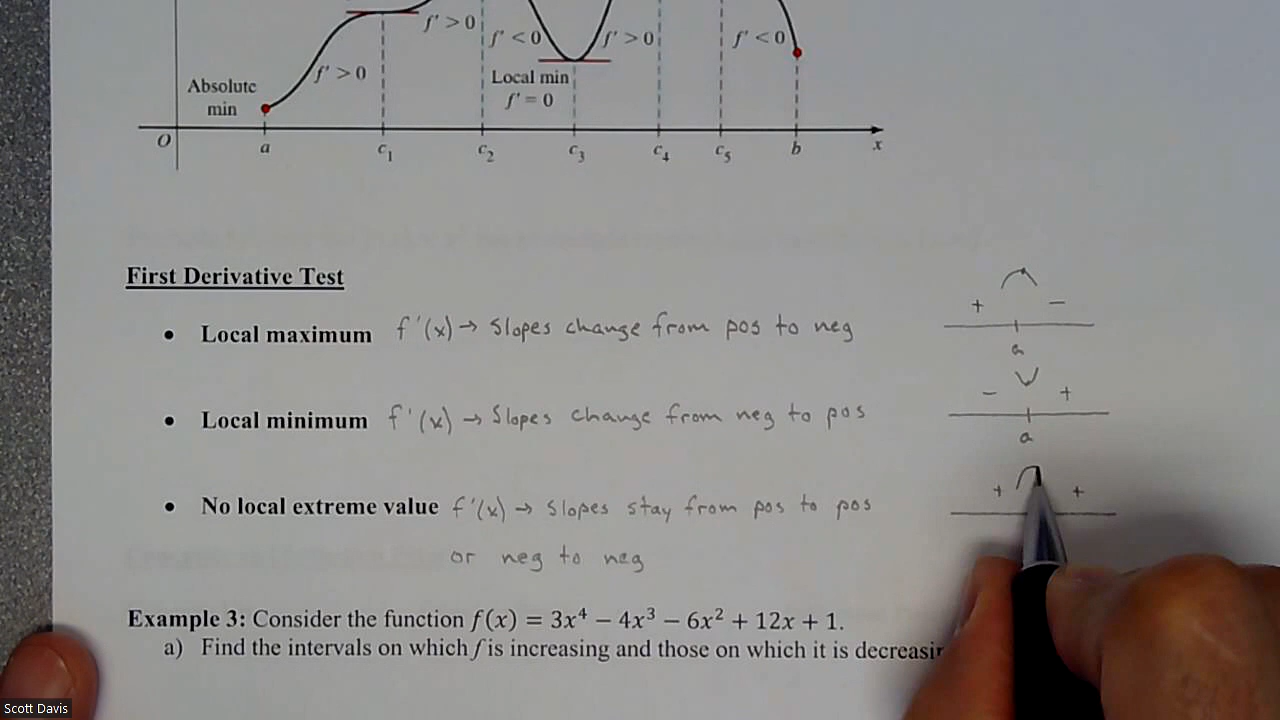 f' > 0
f' < 0
f' > 0
f' < 0
f' > 0
Absolute
min
Local min
f' = 0
O
a
c₁
c₂
c₃
c₄
c₅
b
x
First Derivative Test
+ −
a
• Local maximum f'(x) → Slopes change from pos to neg
− +
a
• Local minimum f'(x) → Slopes change from neg to pos
+ +
• No local extreme value f'(x) → slopes stay from pos to pos
or neg to neg
Example 3: Consider the function f(x) = 3x⁴ − 4x³ − 6x² + 12x + 1.
a) Find the intervals on which f is increasing and those on which it is
Scott Davis